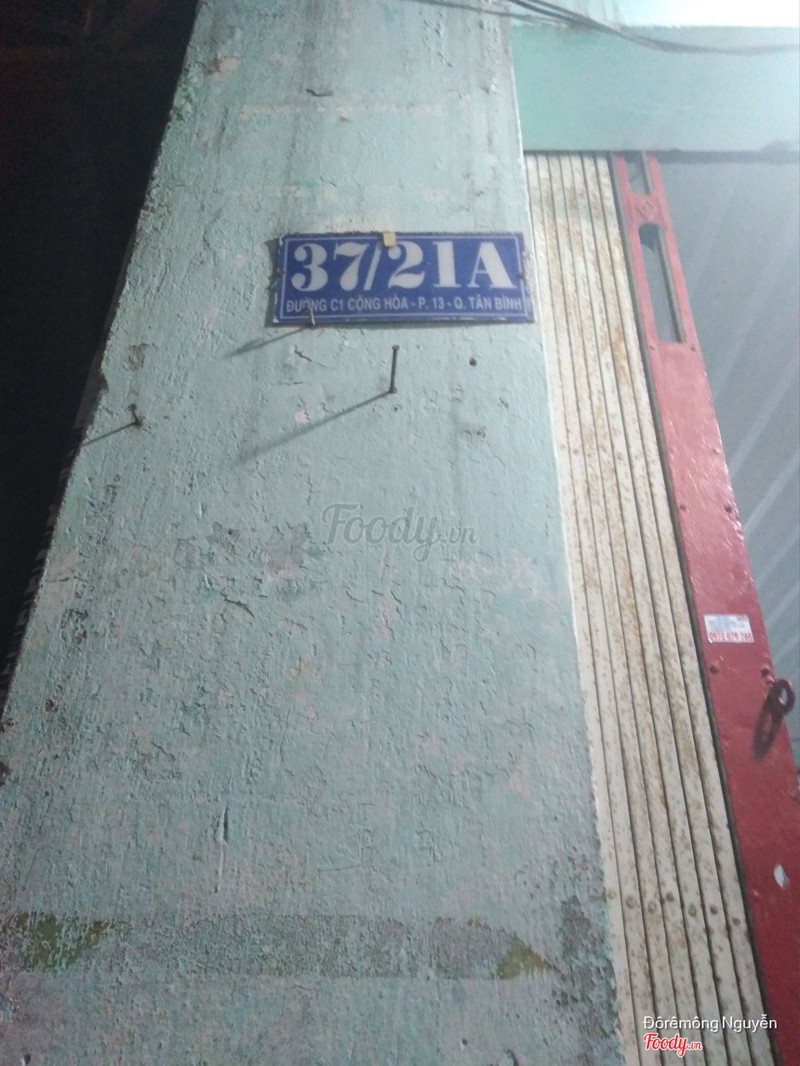 37/21A
ĐƯỜNG C1 CỘNG HÒA - P. 13 - Q. TÂN BÌNH
Foody.vn
Đôrêmông Nguyễn
Foody.vn